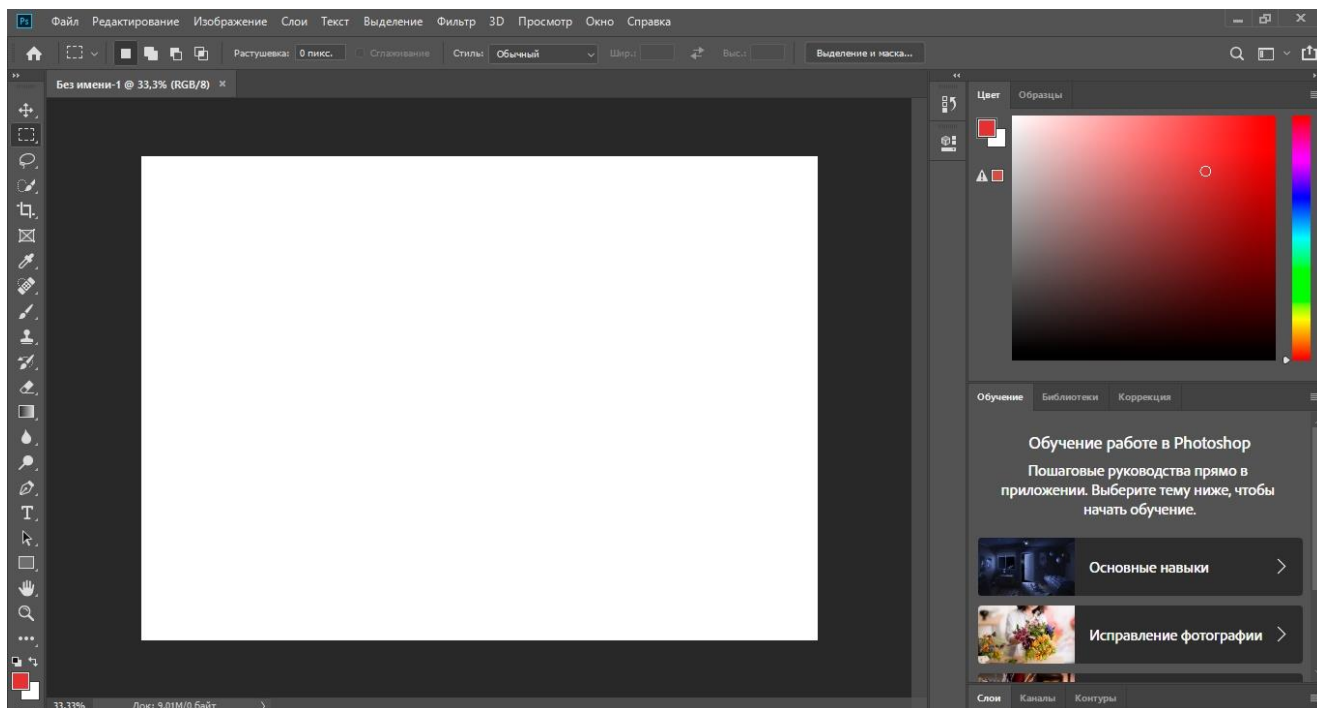 Ps Файл Редактирование Изображение Слои Текст Выделение Фильтр 3D Просмотр Окно Справка
Растушевка: 0 пикс. Сглаживание Стиль: Обычный Шир.: Выс.: Выделение и маска...
Без имени-1 @ 33,3% (RGB/8) ×
Цвет Образцы
Обучение Библиотеки Коррекция
Обучение работе в Photoshop
Пошаговые руководства прямо в
приложении. Выберите тему ниже, чтобы
начать обучение.
Основные навыки
Исправление фотографии
Слои Каналы Контуры
33,33% Док: 9,01M/0 байт